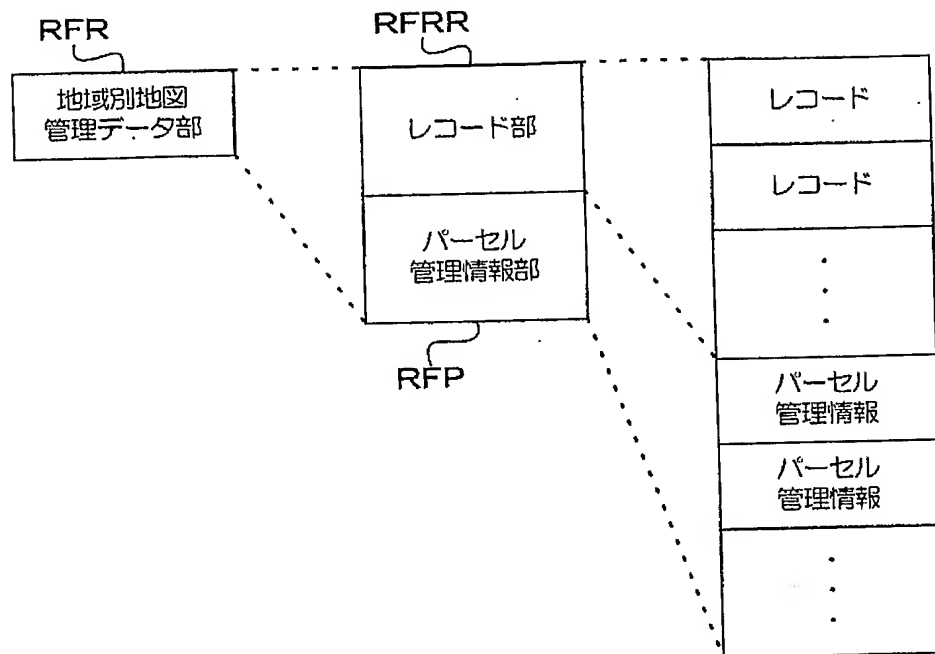 RFR
地域別地図
管理データ部
RFRR
レコード部
パーセル
管理情報部
RFP
レコード
レコード
パーセル
管理情報
パーセル
管理情報